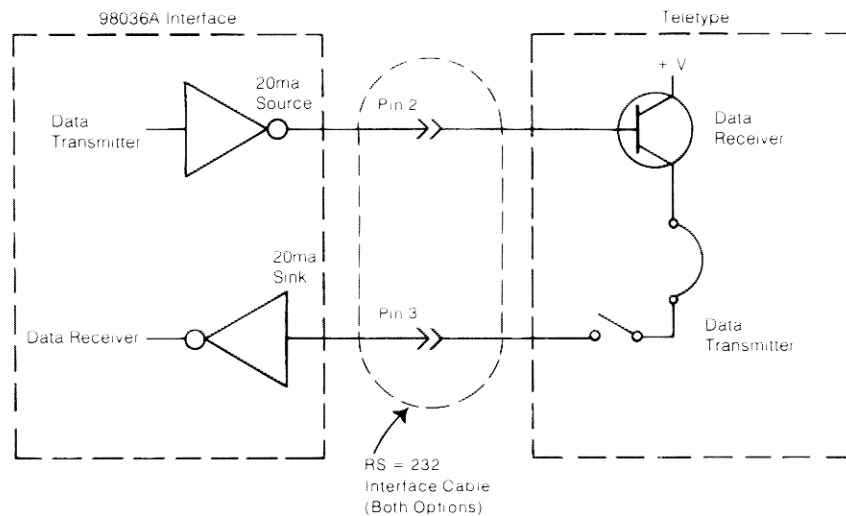 98036A Interface
Teletype
20ma
Source
Pin 2
+ V
Data
Transmitter
Data
Receiver
20ma
Sink
Pin 3
Data Receiver
Data
Transmitter
RS = 232
Interface Cable
(Both Options)